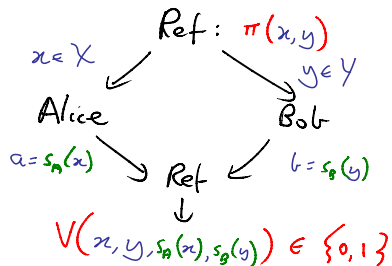 Ref: π(x,y)
x ∈ X
y ∈ Y
Alice
Bob
a = s_A(x)
b = s_B(y)
Ref
V(x, y, s_A(x), s_B(y)) ∈ {0,1}